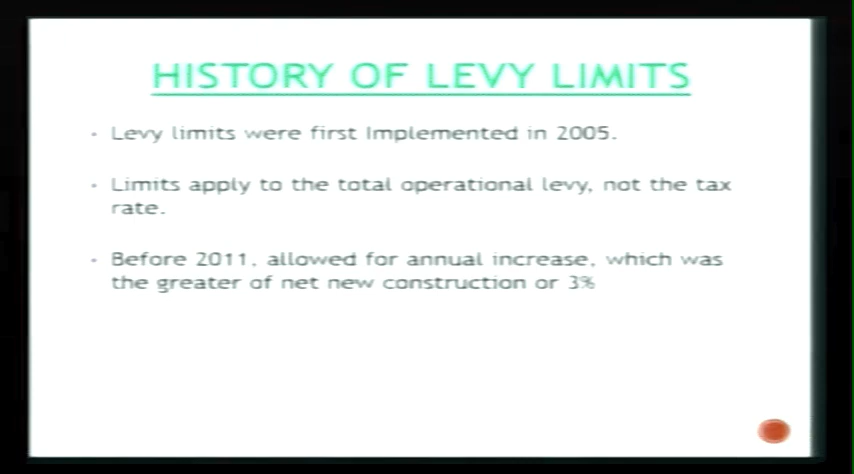 HISTORY OF LEVY LIMITS
• Levy limits were first Implemented in 2005.
• Limits apply to the total operational levy, not the tax
rate.
• Before 2011, allowed for annual increase, which was
the greater of net new construction or 3%